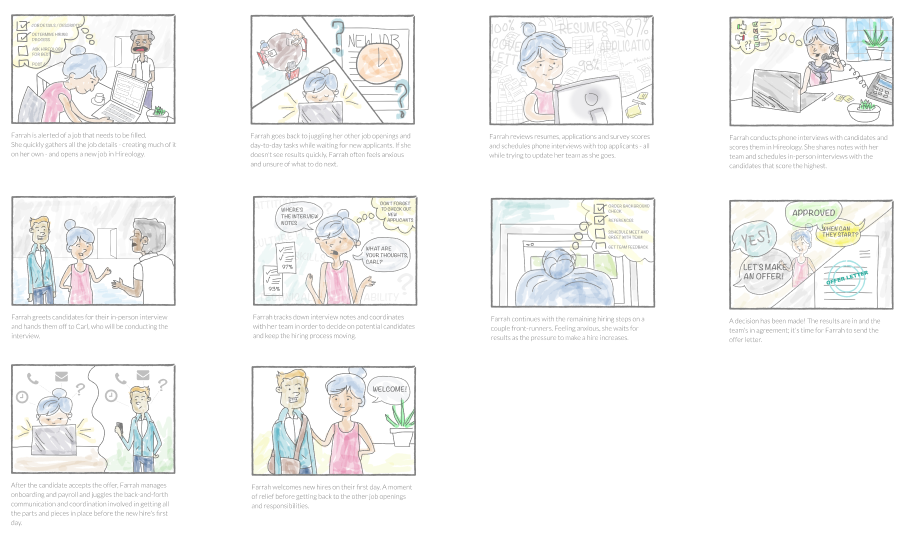 DETERMINE HIRING
PROCESS
Farrah is alerted of a job that needs to be filled.
She quickly gathers all the job details - creating much of it
on her own - and opens a new job in Hireology.
?
NEW JOB
?
Farrah goes back to juggling her other job openings and
day-to-day tasks while waiting for new applicants. If she
doesn't see results quickly, Farrah often feels anxious
and unsure of what to do next.
100%
RESUMES
87%
COVER
LETT
APPLICATIO
98%
Farrah reviews resumes, applications and survey scores
and schedules phone interviews with top applicants - all
while trying to update her team as she goes.
Farrah conducts phone interviews with candidates and
scores them in Hireology. She shares notes with her
team and schedules in-person interviews with the
candidates that score the highest.
Farrah greets candidates for their in-person interview
and hands them off to Carl, who will be conducting the
interview.
WHERE'S
THE INTERVIEW
NOTES
DON'T FORGET
TO CHECK OUT
NEW
APPLICANTS
WHAT ARE
YOUR THOUGHTS,
CARL?
97%
93%
ABILITY
Farrah tracks down interview notes and coordinates
with her team in order to decide on potential candidates
and keep the hiring process moving.
ORDER BACKGROUND
CHECK
REFERENCES
SCHEDULE MEET AND
GREET WITH TEAM
GET TEAM FEEDBACK
Farrah continues with the remaining hiring steps on a
couple front-runners. Feeling anxious, she waits for
results as the pressure to make a hire increases.
APPROVED
YES!
WHEN CAN
THEY START?
LET'S MAKE
AN OFFER!
OFFER LETTER
A decision has been made! The results are in and the
team's in agreement; it's time for Farrah to send the
offer letter.
?
?
After the candidate accepts the offer, Farrah manages
onboarding and payroll and juggles the back-and-forth
communication and coordination involved in getting all
the parts and pieces in place before the new hire's first
day.
WELCOME!
Farrah welcomes new hires on their first day. A moment
of relief before getting back to the other job openings
and responsibilities.